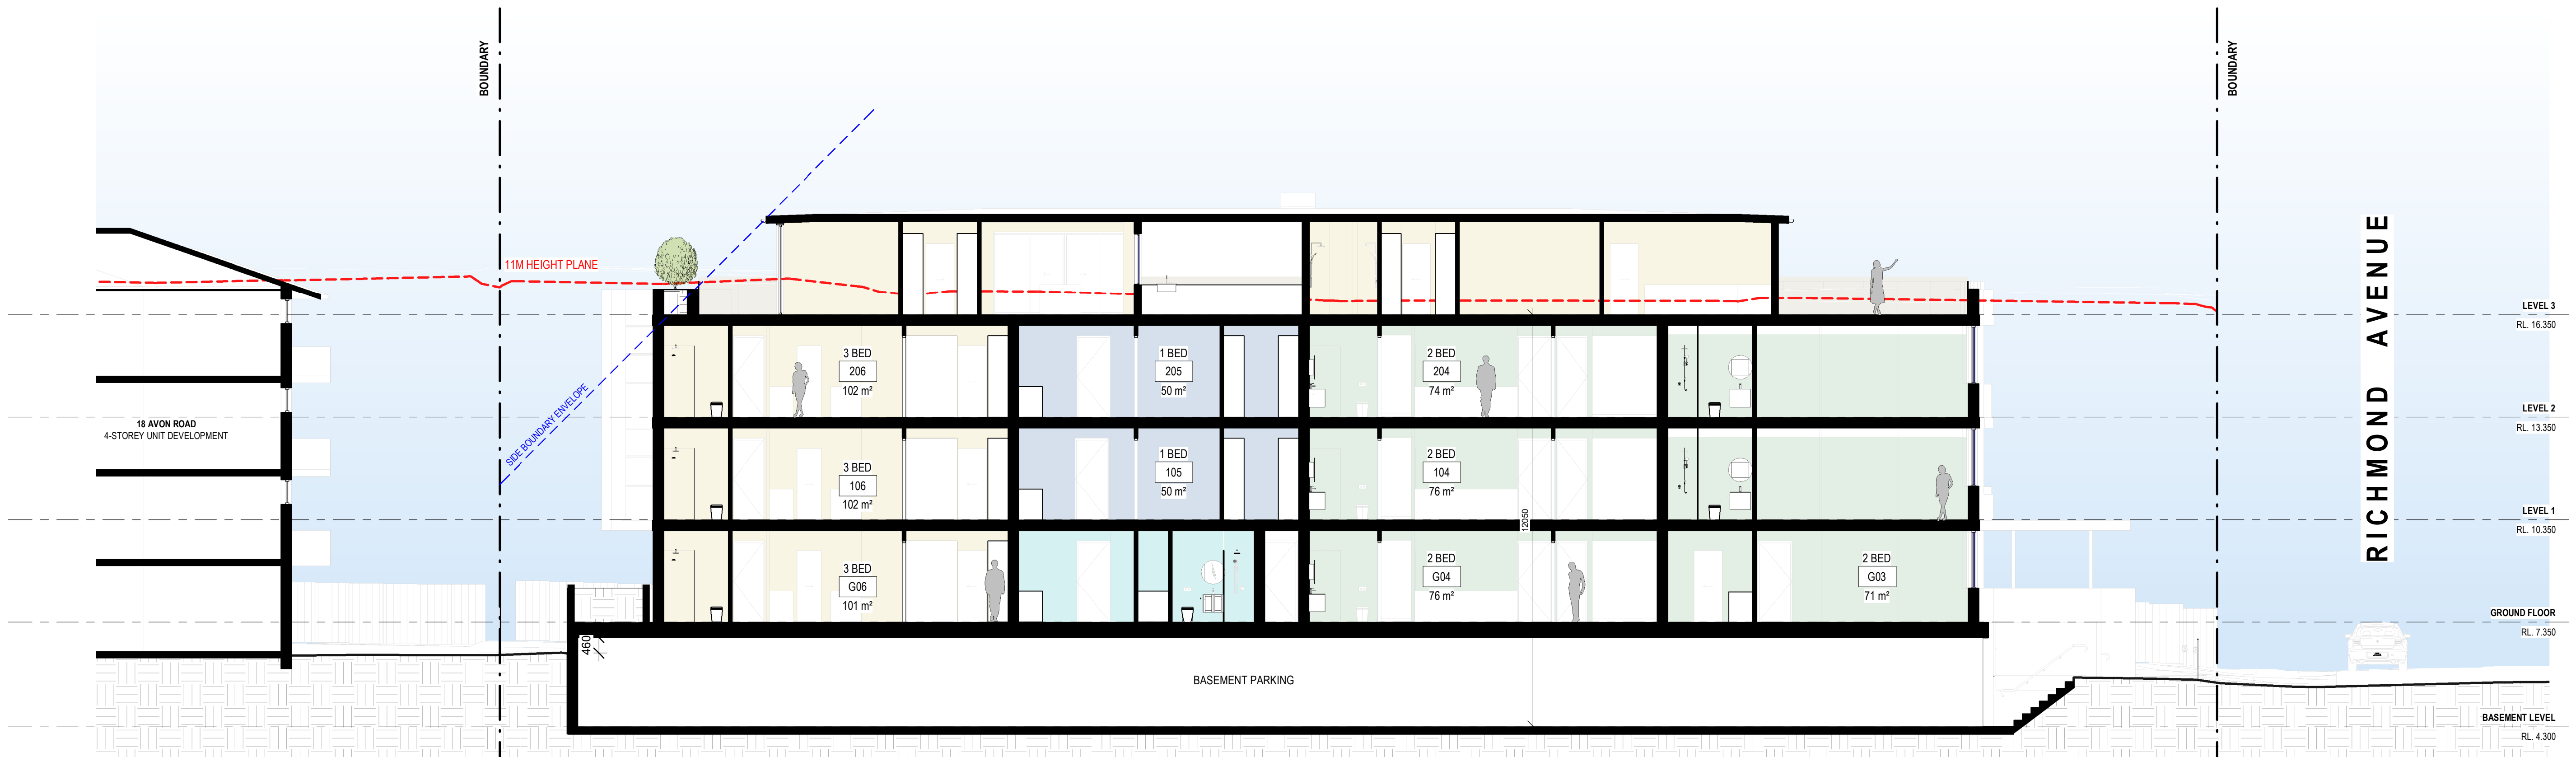 BOUNDARY
BOUNDARY
11M HEIGHT PLANE
SIDE BOUNDARY ENVELOPE
18 AVON ROAD
4-STOREY UNIT DEVELOPMENT
3 BED
206
102 m²
1 BED
205
50 m²
2 BED
204
74 m²
3 BED
106
102 m²
1 BED
105
50 m²
2 BED
104
76 m²
3 BED
G06
101 m²
2 BED
G04
76 m²
2 BED
G03
71 m²
12050
460
BASEMENT PARKING
RICHMOND AVENUE
LEVEL 3
RL. 16.350
LEVEL 2
RL. 13.350
LEVEL 1
RL. 10.350
GROUND FLOOR
RL. 7.350
BASEMENT LEVEL
RL. 4.300